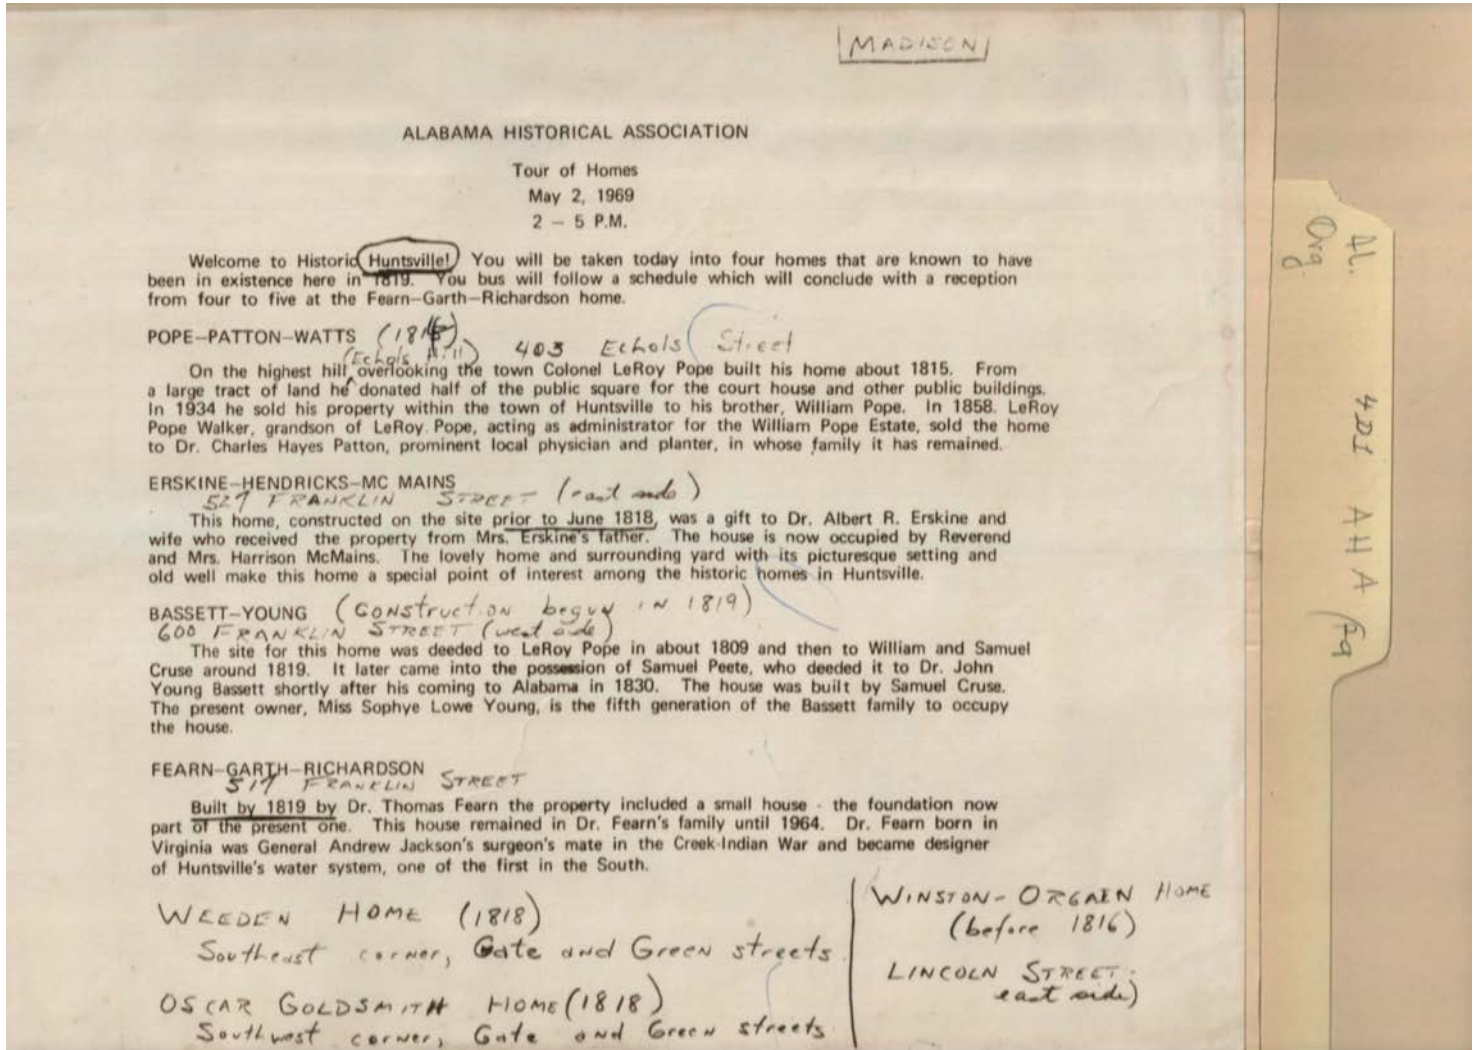 [MADISON]
ALABAMA HISTORICAL ASSOCIATION
Tour of Homes
May 2, 1969
2 – 5 P.M.
Welcome to Historic Huntsville! You will be taken today into four homes that are known to have
been in existence here in 1819. You bus will follow a schedule which will conclude with a reception
from four to five at the Fearn–Garth–Richardson home.
POPE–PATTON–WATTS (181 )
(Echols Hill) 403 Echols Street
On the highest hill overlooking the town Colonel LeRoy Pope built his home about 1815. From
a large tract of land he donated half of the public square for the court house and other public buildings.
In 1934 he sold his property within the town of Huntsville to his brother, William Pope. In 1858. LeRoy
Pope Walker, grandson of LeRoy Pope, acting as administrator for the William Pope Estate, sold the home
to Dr. Charles Hayes Patton, prominent local physician and planter, in whose family it has remained.
ERSKINE–HENDRICKS–MC MAINS
527 FRANKLIN STREET (east side)
This home, constructed on the site prior to June 1818, was a gift to Dr. Albert R. Erskine and
wife who received the property from Mrs. Erskine's father. The house is now occupied by Reverend
and Mrs. Harrison McMains. The lovely home and surrounding yard with its picturesque setting and
old well make this home a special point of interest among the historic homes in Huntsville.
BASSETT–YOUNG (Construction begun in 1819)
600 FRANKLIN STREET (west side)
The site for this home was deeded to LeRoy Pope in about 1809 and then to William and Samuel
Cruse around 1819. It later came into the possession of Samuel Peete, who deeded it to Dr. John
Young Bassett shortly after his coming to Alabama in 1830. The house was built by Samuel Cruse.
The present owner, Miss Sophye Lowe Young, is the fifth generation of the Bassett family to occupy
the house.
FEARN–GARTH–RICHARDSON
517 FRANKLIN STREET
Built by 1819 by Dr. Thomas Fearn the property included a small house - the foundation now
part of the present one. This house remained in Dr. Fearn's family until 1964. Dr. Fearn born in
Virginia was General Andrew Jackson's surgeon's mate in the Creek-Indian War and became designer
of Huntsville's water system, one of the first in the South.
WEEDEN HOME (1818)
Southeast corner, Gate and Green streets
OSCAR GOLDSMITH HOME (1818)
Southwest corner, Gate and Green streets
WINSTON-ORGAEN HOME
(before 1816)
LINCOLN STREET.
east side)
Al.
Org.
4DI AHA